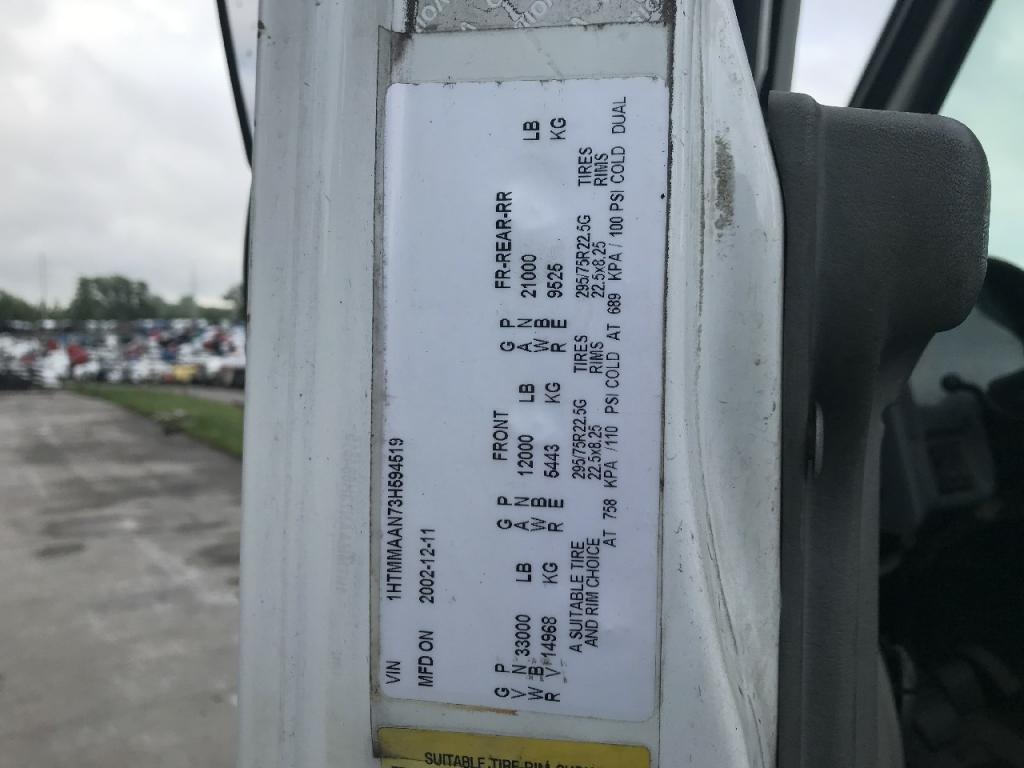 VIN 1HTMMAAN73H594519
MFD ON 2002-12-11
G P G P FRONT G P FR-REAR-RR
V N 33000 LB A N 12000 LB A N 21000 LB
W B W B W B
R V 14968 KG R E 5443 KG R E 9525 KG
A SUITABLE TIRE 295/75R22.5G TIRES 295/75R22.5G TIRES
AND RIM CHOICE 22.5x8.25 RIMS 22.5x8.25 RIMS
AT 758 KPA /110 PSI COLD AT 689 KPA / 100 PSI COLD DUAL
SUITABLE TIRE-RIM